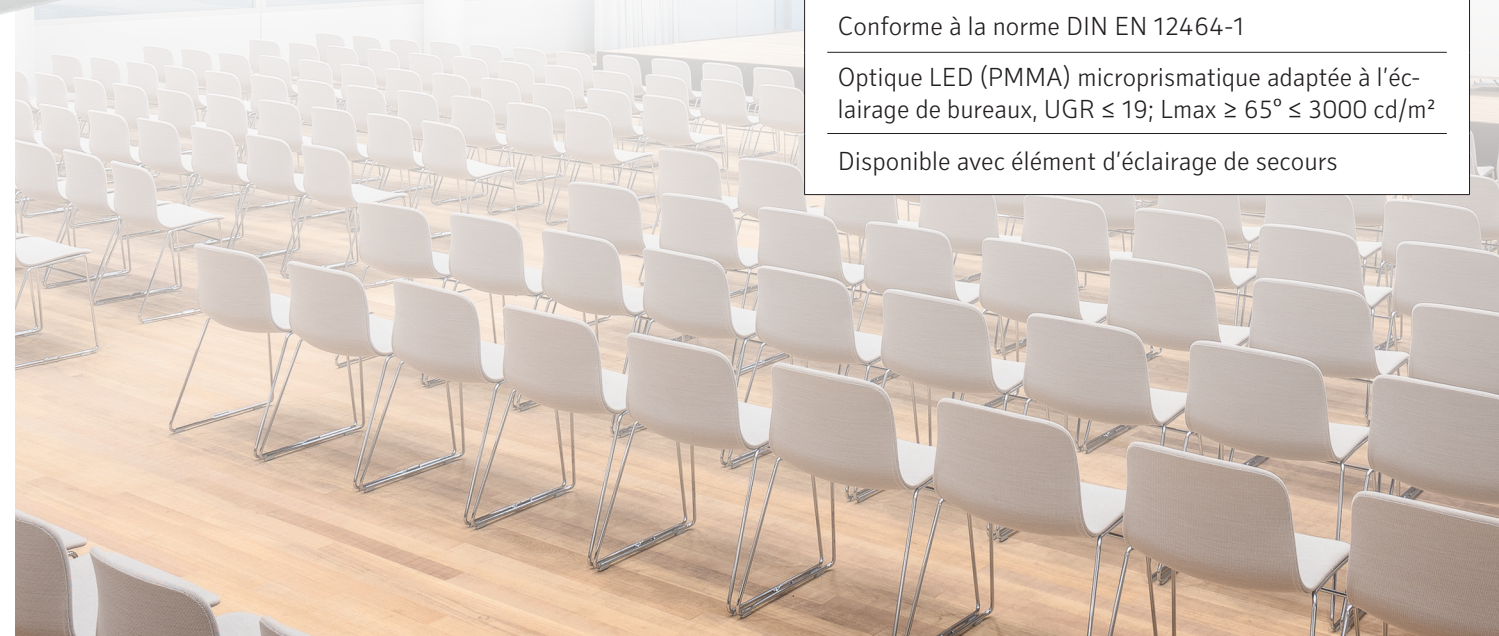 Conforme à la norme DIN EN 12464-1
Optique LED (PMMA) microprismatique adaptée à l'éc-
lairage de bureaux, UGR ≤ 19; Lmax ≥ 65° ≤ 3000 cd/m²
Disponible avec élément d'éclairage de secours